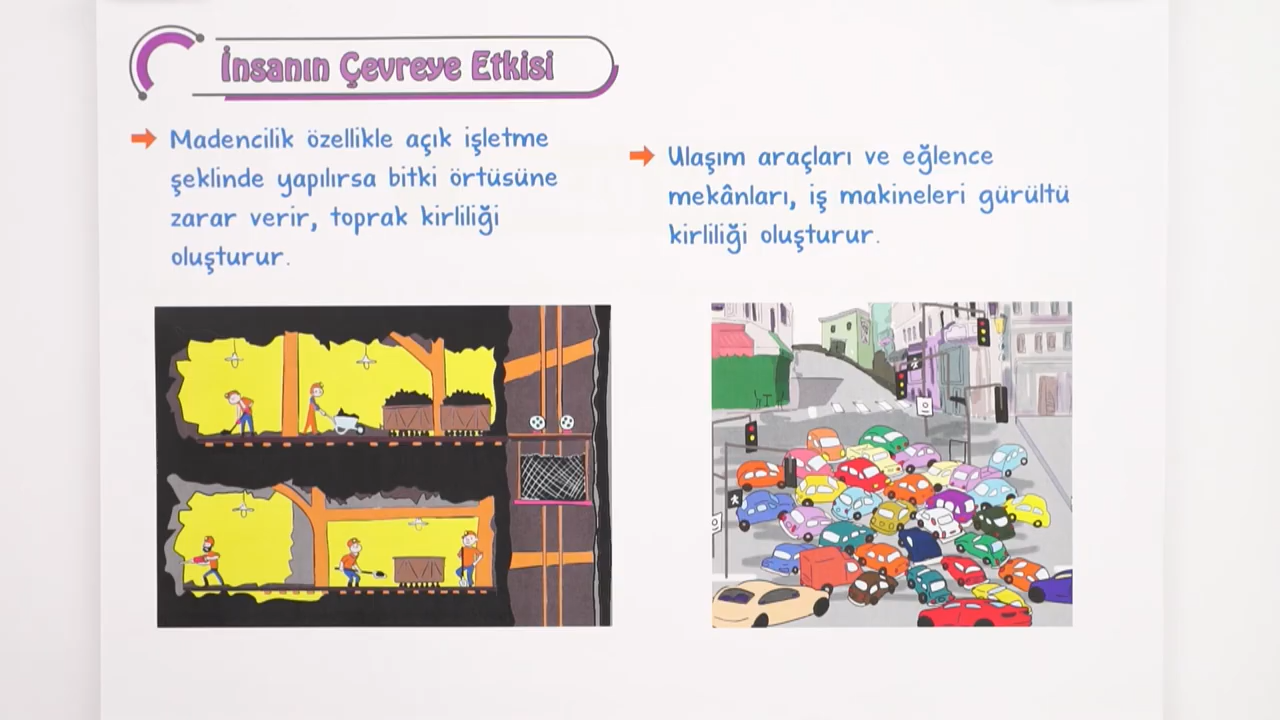 İnsanın Çevreye Etkisi
Madencilik özellikle açık işletme
şeklinde yapılırsa bitki örtüsüne
zarar verir, toprak kirliliği
oluşturur.
Ulaşım araçları ve eğlence
mekânları, iş makineleri gürültü
kirliliği oluşturur.